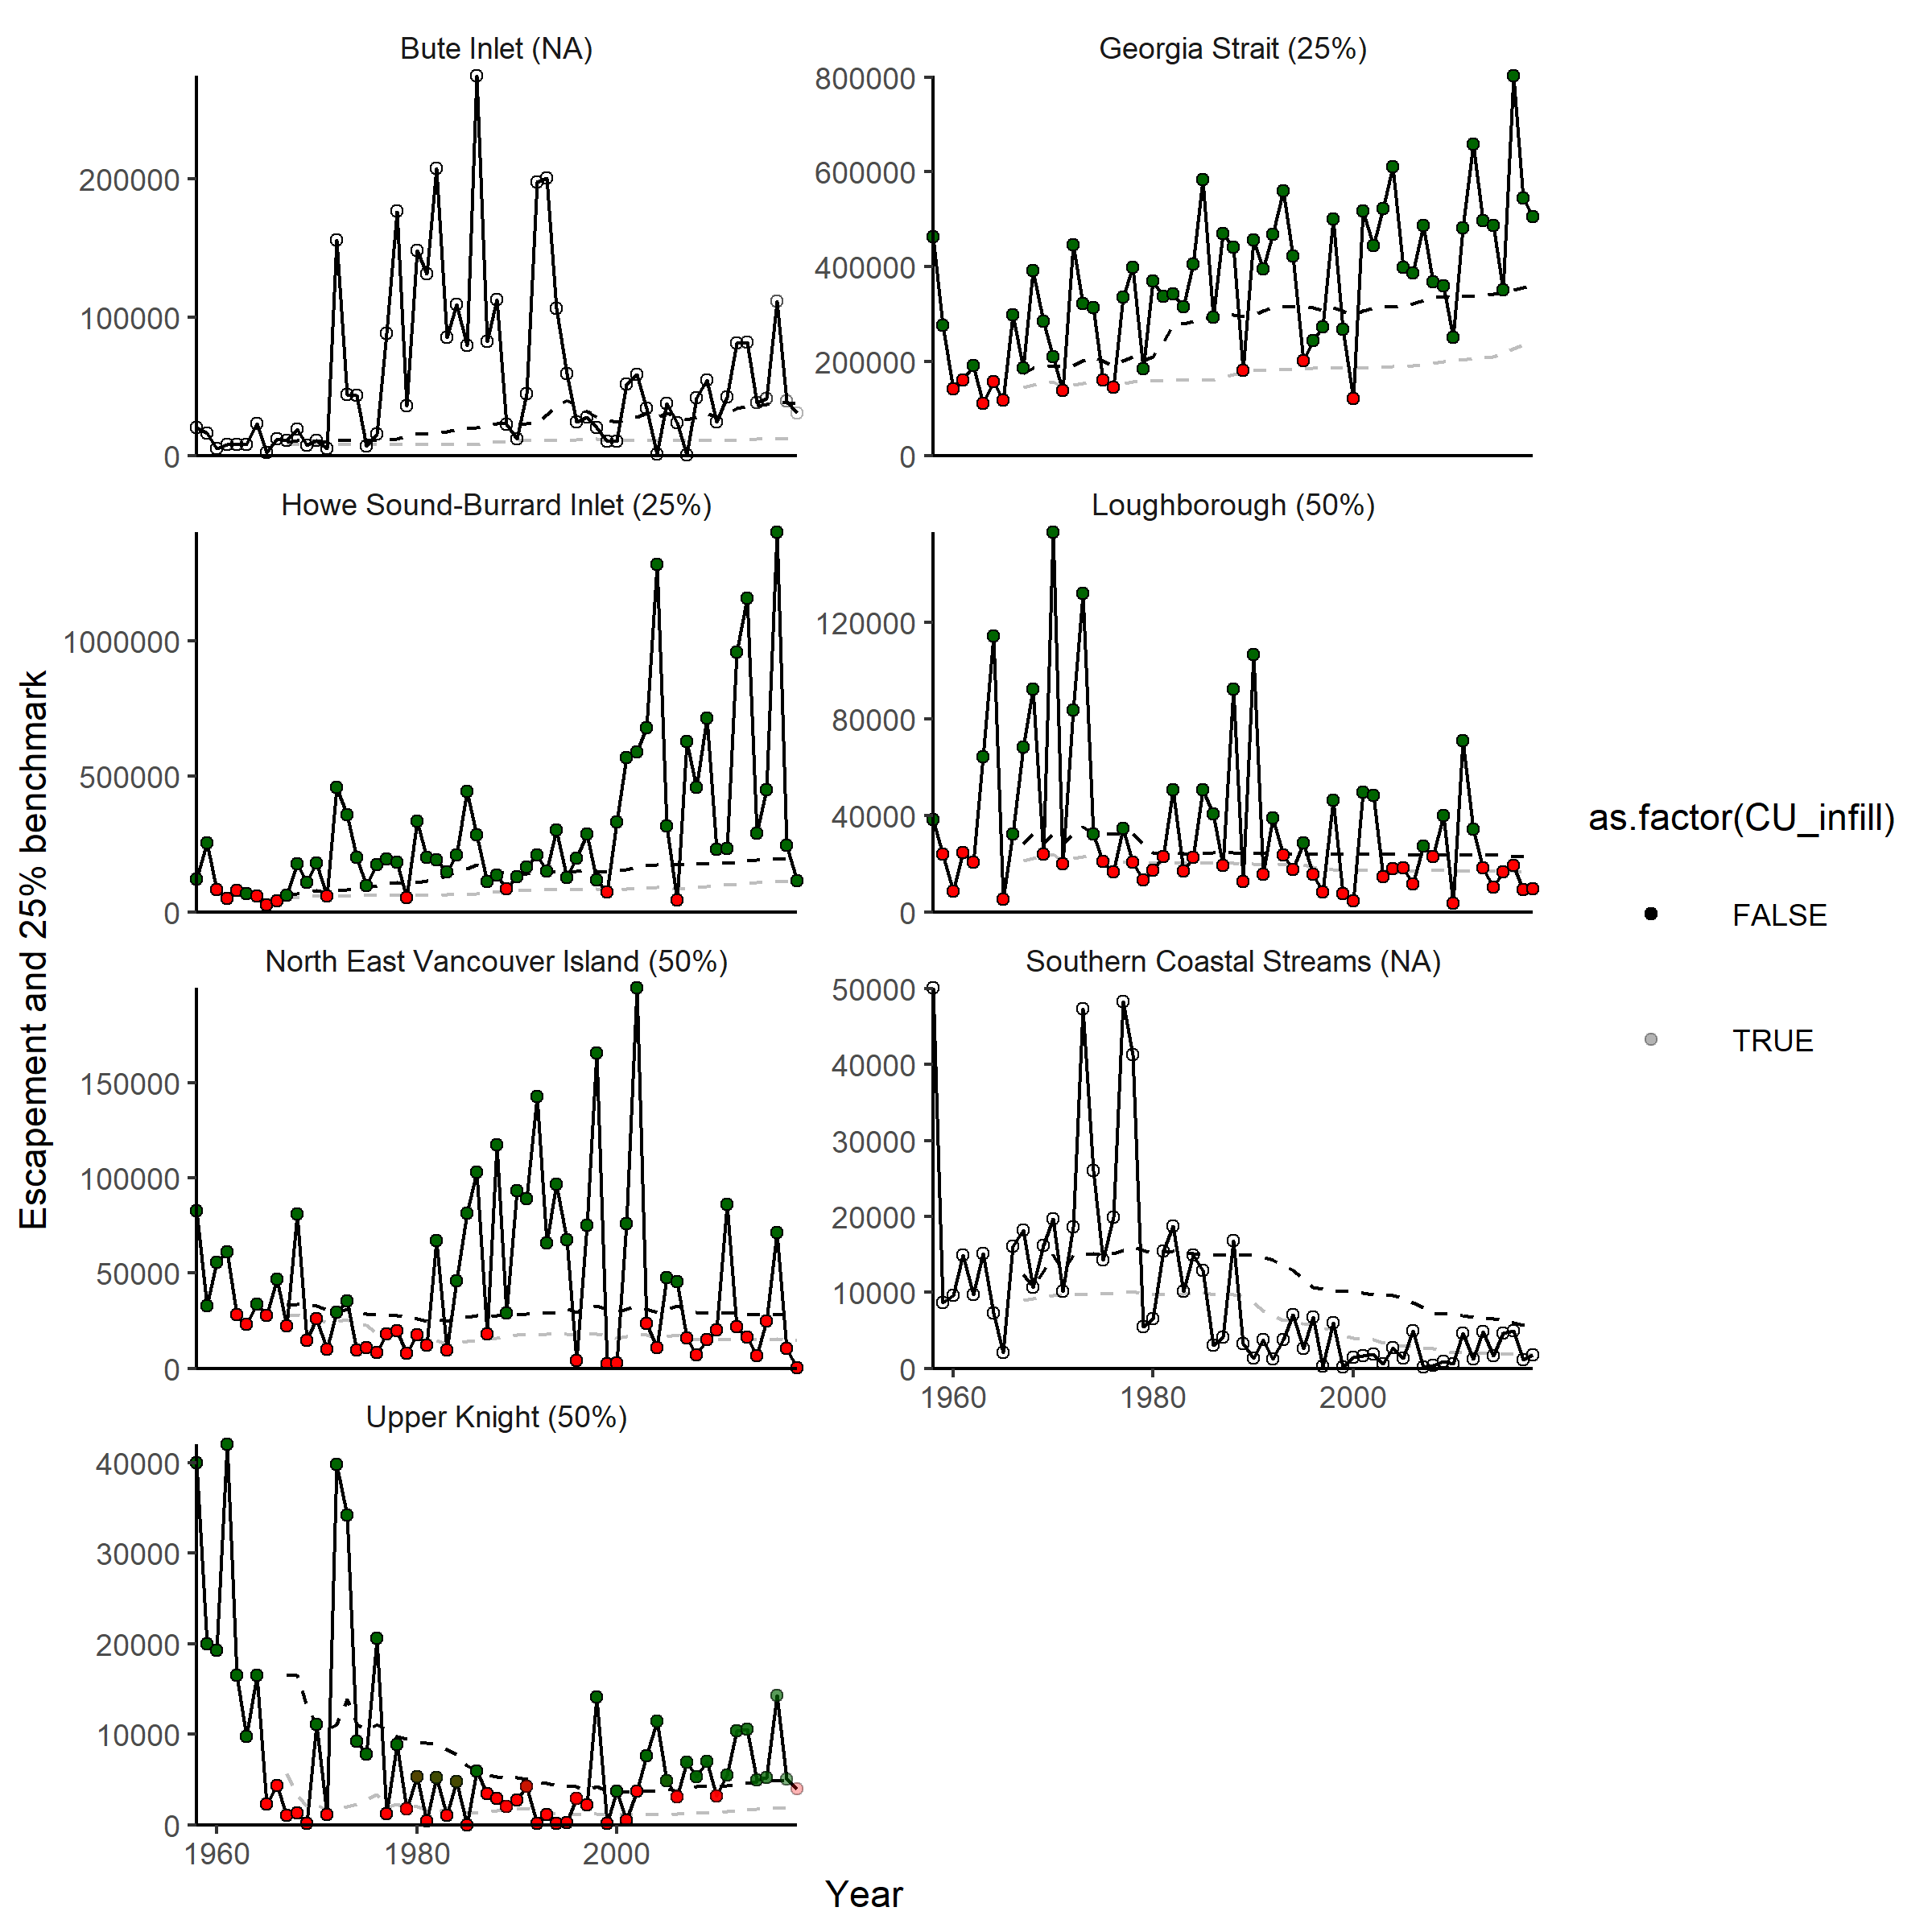 Bute Inlet (NA)
200000
100000
0
Georgia Strait (25%)
800000
600000
400000
200000
0
Howe Sound-Burrard Inlet (25%)
1000000
500000
0
Loughborough (50%)
120000
80000
40000
0
North East Vancouver Island (50%)
150000
100000
50000
0
Southern Coastal Streams (NA)
50000
40000
30000
20000
10000
0
1960 1980 2000
Upper Knight (50%)
40000
30000
20000
10000
0
1960 1980 2000
Year
Escapement and 25% benchmark
as.factor(CU_infill)
FALSE
TRUE